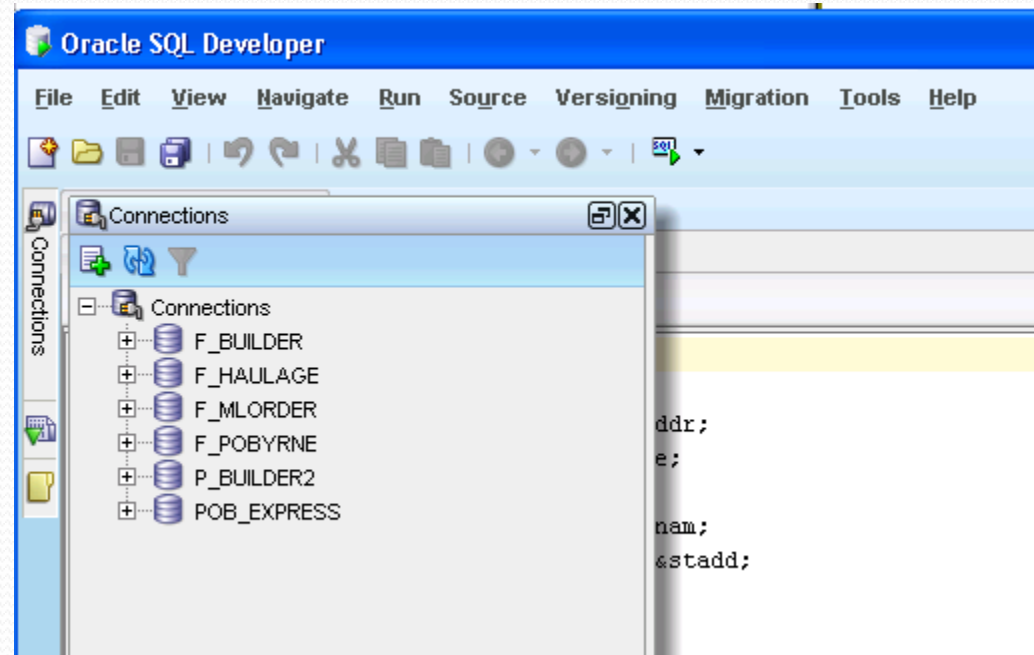 Oracle SQL Developer
File Edit View Navigate Run Source Versioning Migration Tools Help
SQL
Connections
Connections
Connections
F_BUILDER
F_HAULAGE
F_MLORDER
F_POBYRNE
P_BUILDER2
POB_EXPRESS
ddr;
e;
nam;
&stadd;